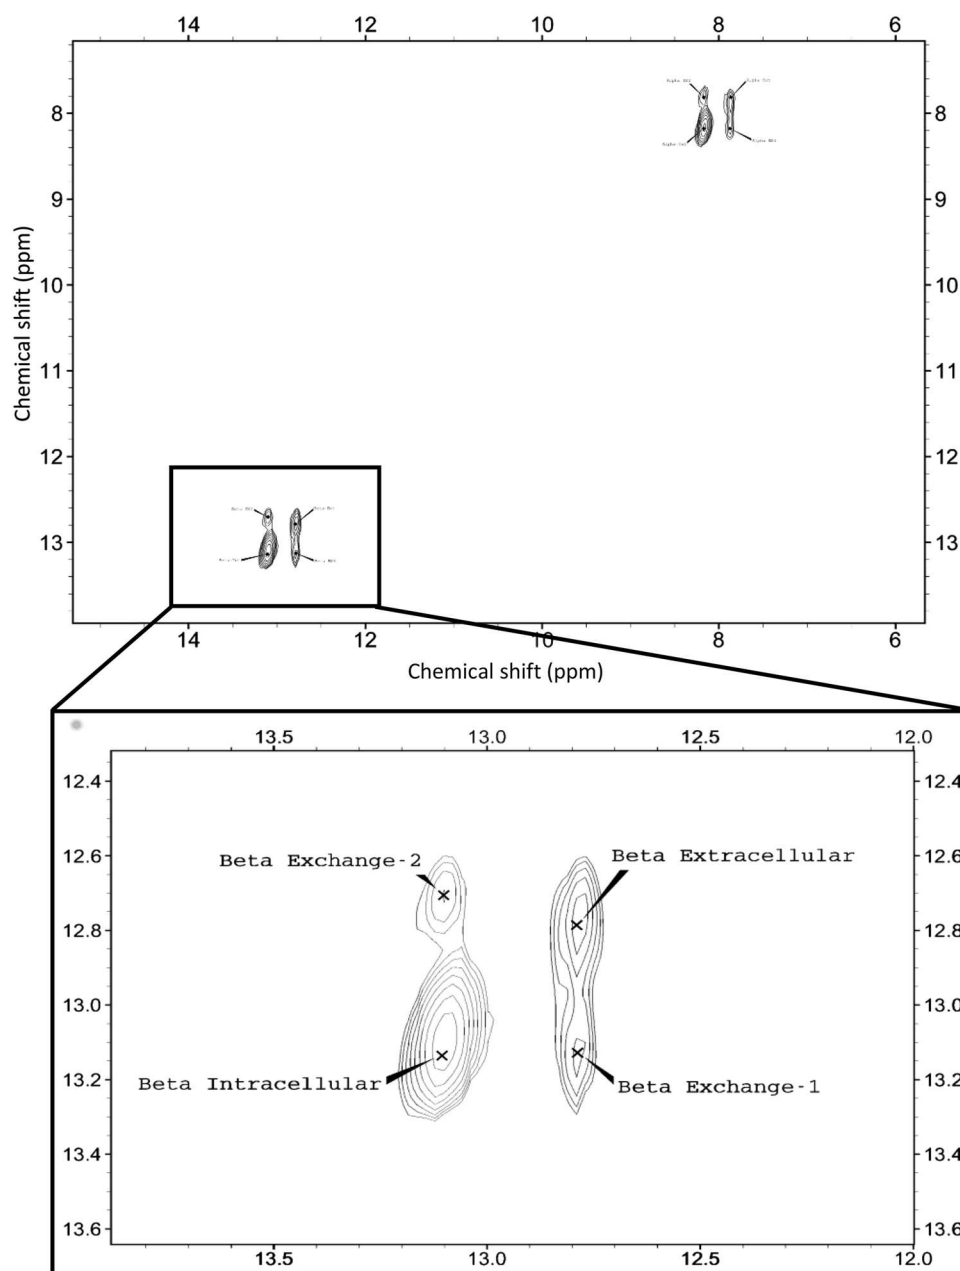 14 12 10 8 6
8 8
9 9
10 10
11 11
12 12
13 13
Chemical shift (ppm)
14 12 10 8 6
Chemical shift (ppm)
13.5 13.0 12.5 12.0
12.4 12.4
12.6 12.6
12.8 12.8
13.0 13.0
13.2 13.2
13.4 13.4
13.6 13.6
Beta Exchange-2
Beta Extracellular
Beta Intracellular
Beta Exchange-1
13.5 13.0 12.5 12.0